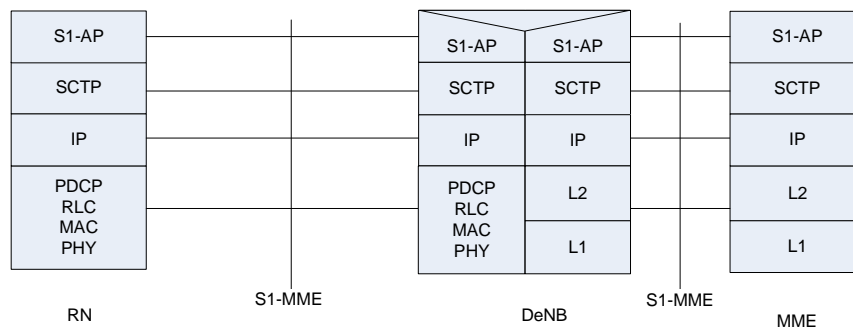 S1-AP
SCTP
IP
PDCP
RLC
MAC
PHY
RN
S1-MME
S1-AP
S1-AP
SCTP
SCTP
IP
IP
PDCP
RLC
MAC
PHY
L2
L1
DeNB
S1-MME
S1-AP
SCTP
IP
L2
L1
MME